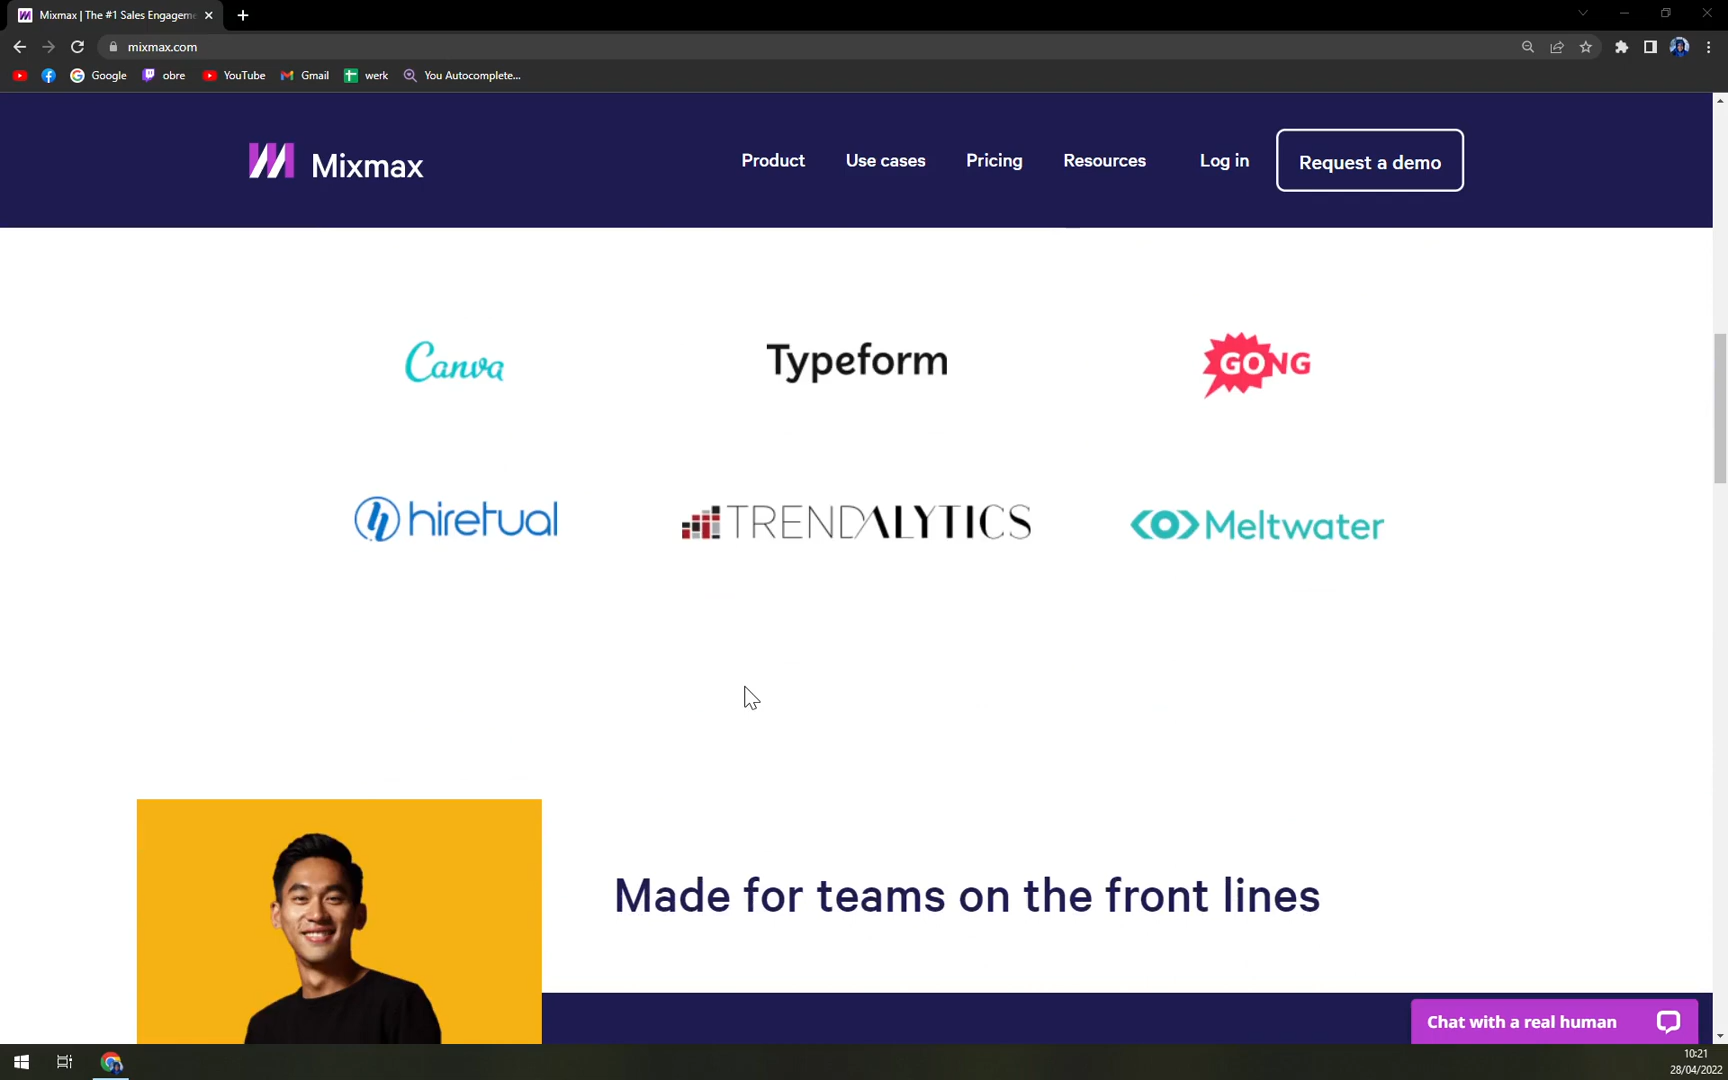 Mixmax | The #1 Sales Engageme
mixmax.com
Google
obre
YouTube
Gmail
werk
You Autocomplete...
Mixmax
Product
Use cases
Pricing
Resources
Log in
Request a demo
Canva
Typeform
GONG
hiretual
TRENDALYTICS
Meltwater
Made for teams on the front lines
Chat with a real human
10:21
28/04/2022